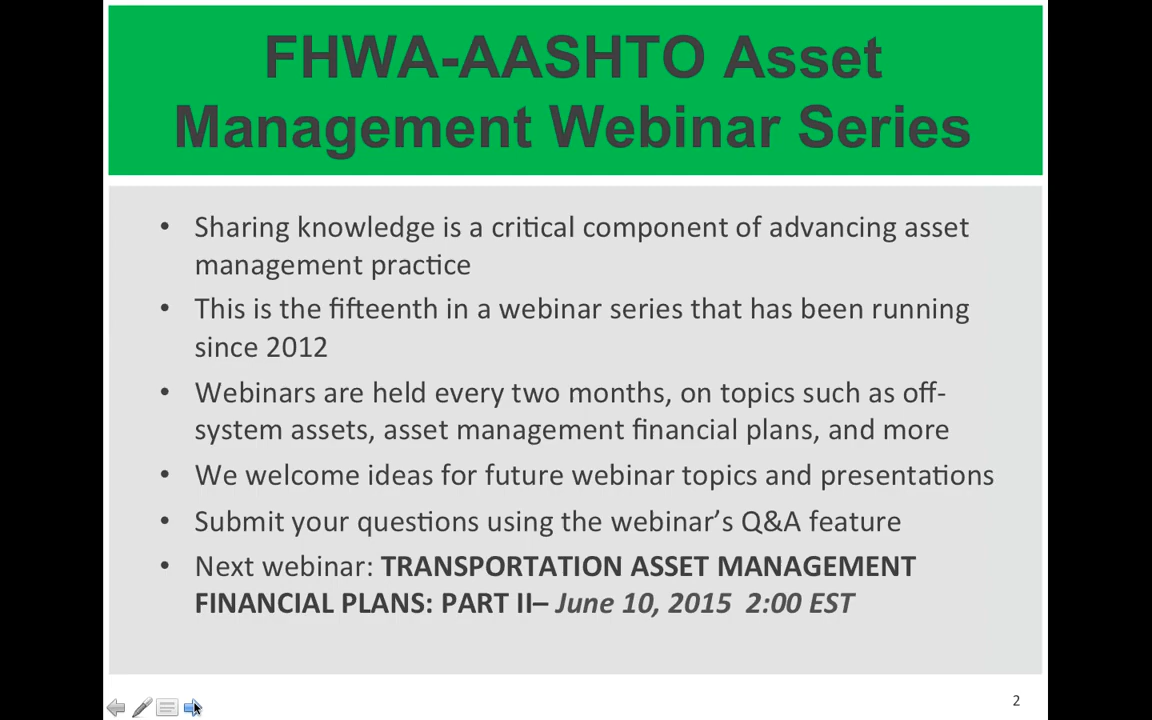 FHWA-AASHTO Asset
Management Webinar Series
• Sharing knowledge is a critical component of advancing asset
management practice
• This is the fifteenth in a webinar series that has been running
since 2012
• Webinars are held every two months, on topics such as off-
system assets, asset management financial plans, and more
• We welcome ideas for future webinar topics and presentations
• Submit your questions using the webinar’s Q&A feature
• Next webinar: TRANSPORTATION ASSET MANAGEMENT
FINANCIAL PLANS: PART II– June 10, 2015 2:00 EST
2